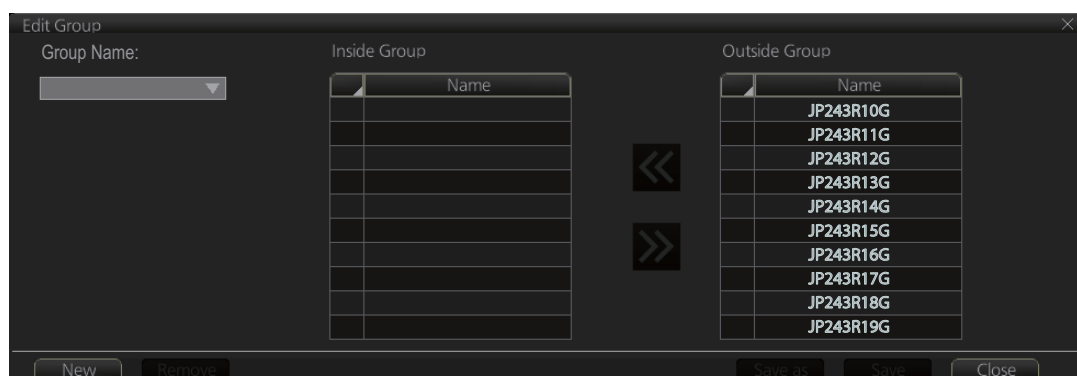 Edit Group
Group Name:
Inside Group
Outside Group
Name
Name
JP243R10G
JP243R11G
JP243R12G
JP243R13G
JP243R14G
JP243R15G
JP243R16G
JP243R17G
JP243R18G
JP243R19G
New
Remove
Save as
Save
Close